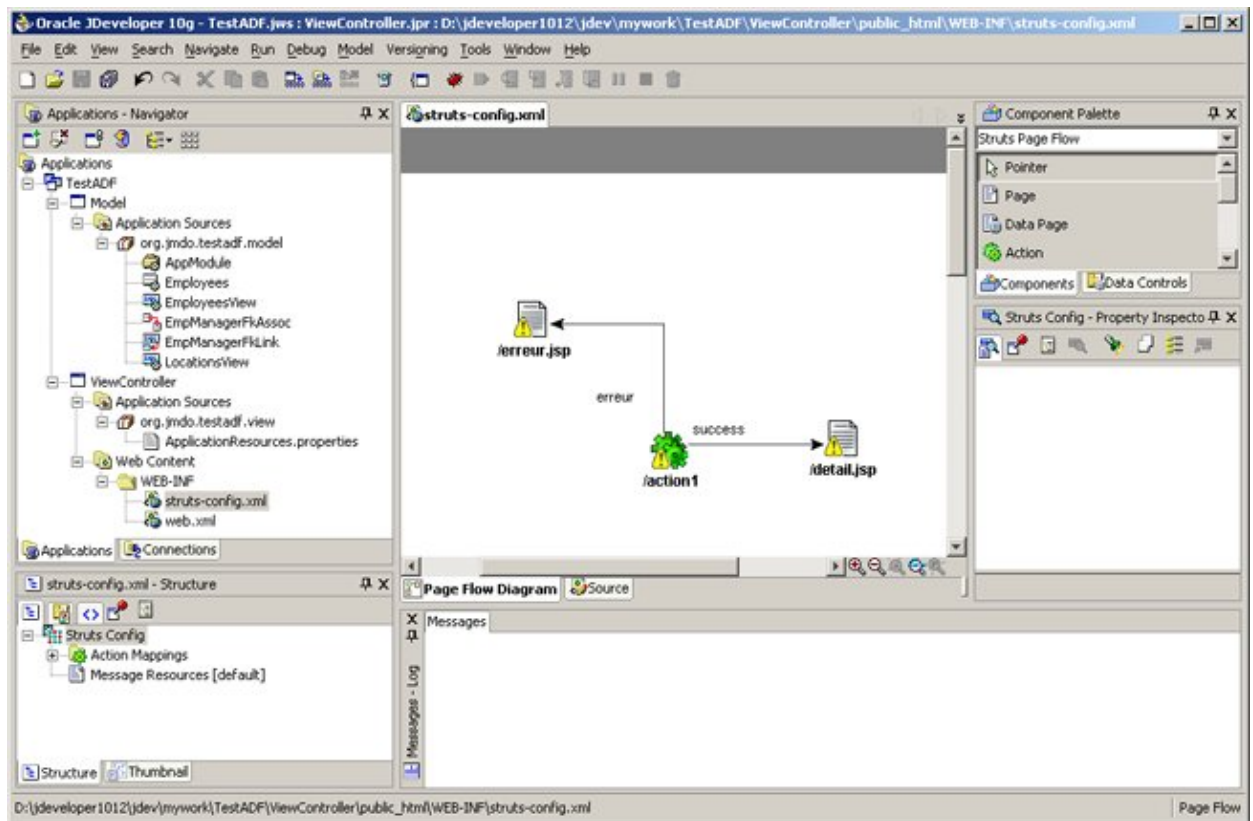 Oracle JDeveloper 10g - TestADF.jws : ViewController.jpr : D:\jdeveloper1012\jdev\mywork\TestADF\ViewController\public_html\WEB-INF\struts-config.xml
File Edit View Search Navigate Run Debug Model Versioning Tools Window Help
Applications - Navigator
Applications
TestADF
Model
Application Sources
org.jmdo.testadf.model
AppModule
Employees
EmployeesView
EmpManagerFkAssoc
EmpManagerFkLink
LocationsView
ViewController
Application Sources
org.jmdo.testadf.view
ApplicationResources.properties
Web Content
WEB-INF
struts-config.xml
web.xml
Applications Connections
struts-config.xml - Structure
Struts Config
Action Mappings
Message Resources [default]
Structure Thumbnail
struts-config.xml
/erreur.jsp
erreur
success
/action1
/detail.jsp
Page Flow Diagram Source
Messages
Messages - Log
Component Palette
Struts Page Flow
Pointer
Page
Data Page
Action
Components Data Controls
Struts Config - Property Inspecto
D:\jdeveloper1012\jdev\mywork\TestADF\ViewController\public_html\WEB-INF\struts-config.xml
Page Flow